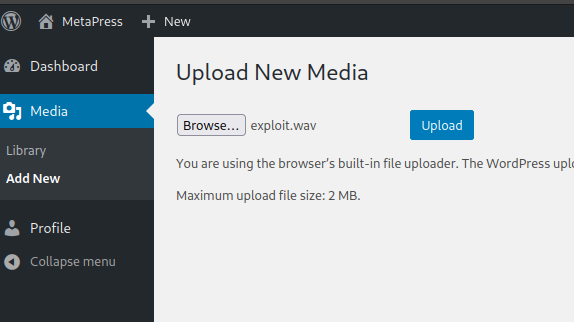 MetaPress New
Dashboard
Media
Library
Add New
Profile
Collapse menu
Upload New Media
Browse... exploit.wav Upload
You are using the browser's built-in file uploader. The WordPress uplo
Maximum upload file size: 2 MB.